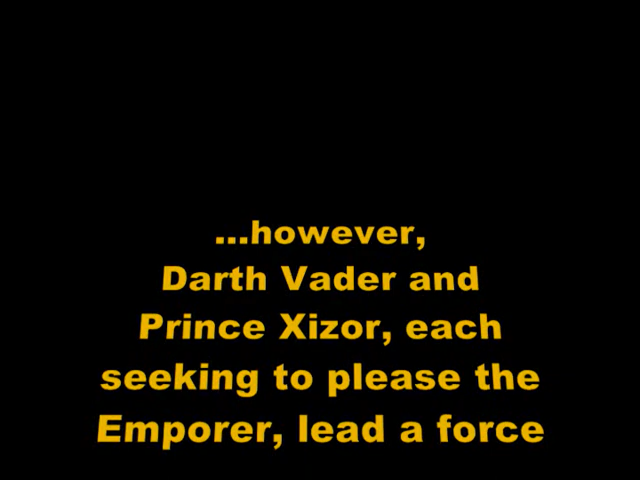 ...however,
Darth Vader and
Prince Xizor, each
seeking to please the
Emporer, lead a force